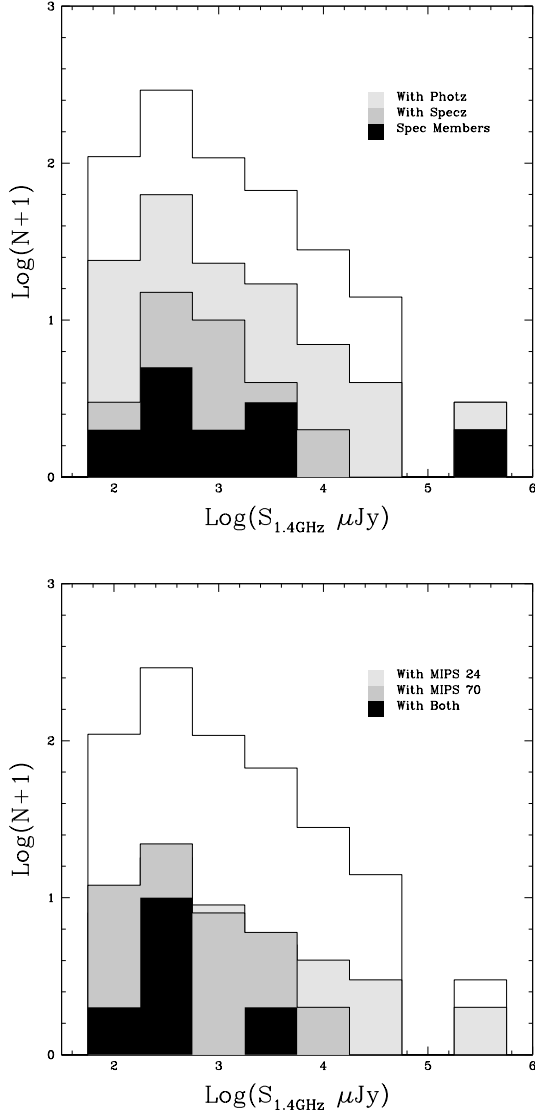 3
With Photz
With Specz
Spec Members
2
Log(N+1)
1
0
2 3 4 5 6
Log(S1.4GHz μJy)
3
With MIPS 24
With MIPS 70
With Both
2
Log(N+1)
1
0
2 3 4 5 6
Log(S1.4GHz μJy)